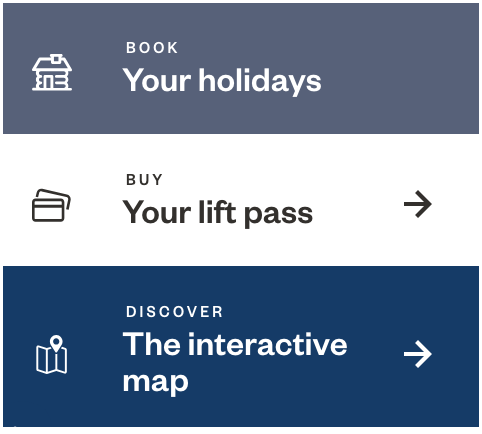 BOOK
Your holidays
BUY
Your lift pass
DISCOVER
The interactive
map